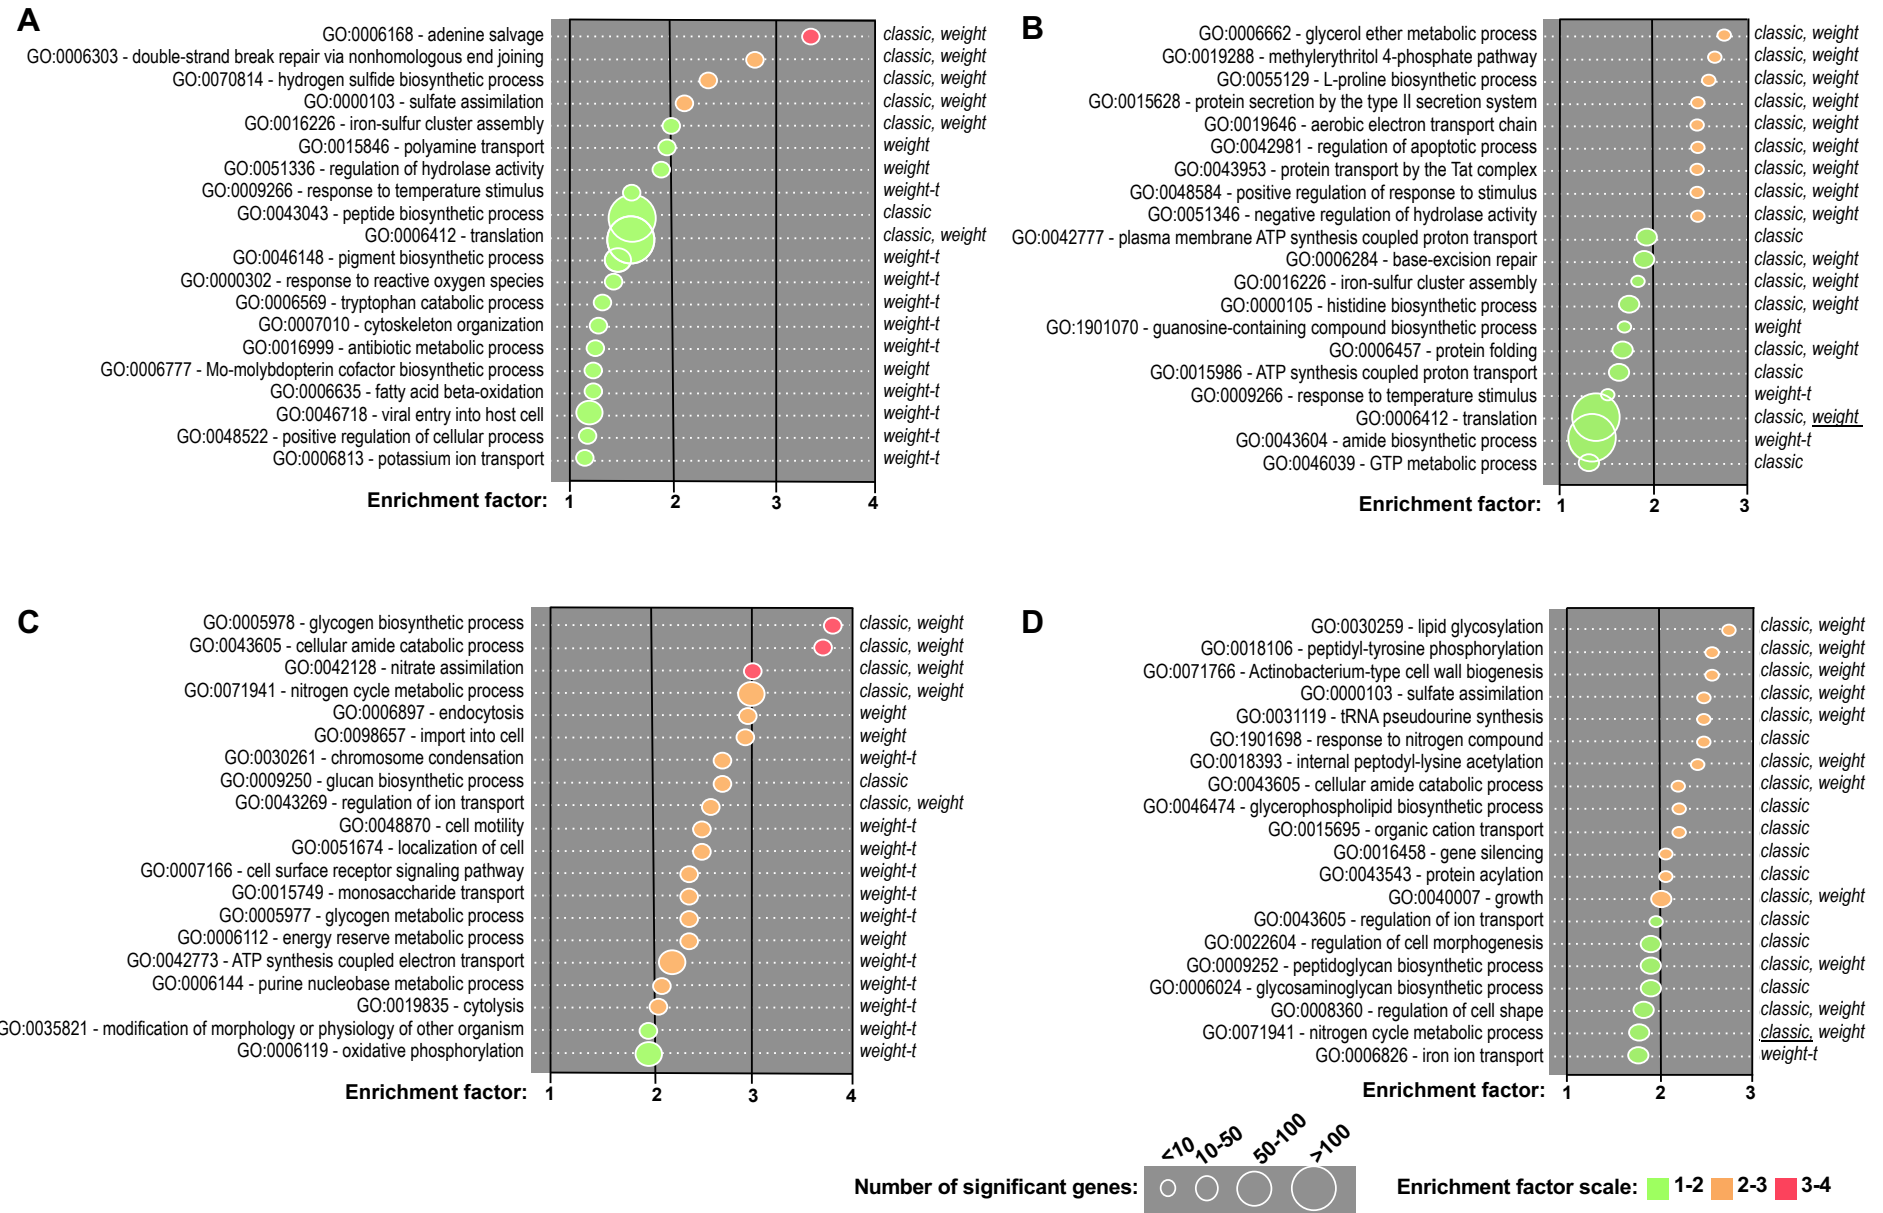 A
GO:0006168 - adenine salvage classic, weight
GO:0006303 - double-strand break repair via nonhomologous end joining classic, weight
GO:0070814 - hydrogen sulfide biosynthetic process classic, weight
GO:0000103 - sulfate assimilation classic, weight
GO:0016226 - iron-sulfur cluster assembly classic, weight
GO:0015846 - polyamine transport weight
GO:0051336 - regulation of hydrolase activity weight
GO:0009266 - response to temperature stimulus weight-t
GO:0043043 - peptide biosynthetic process classic
GO:0006412 - translation classic, weight
GO:0046148 - pigment biosynthetic process weight-t
GO:0000302 - response to reactive oxygen species weight-t
GO:0006569 - tryptophan catabolic process weight-t
GO:0007010 - cytoskeleton organization weight-t
GO:0016999 - antibiotic metabolic process weight-t
GO:0006777 - Mo-molybdopterin cofactor biosynthetic process weight
GO:0006635 - fatty acid beta-oxidation weight-t
GO:0046718 - viral entry into host cell weight-t
GO:0048522 - positive regulation of cellular process weight-t
GO:0006813 - potassium ion transport weight-t
Enrichment factor: 1 2 3 4
B
GO:0006662 - glycerol ether metabolic process classic, weight
GO:0019288 - methylerythritol 4-phosphate pathway classic, weight
GO:0055129 - L-proline biosynthetic process classic, weight
GO:0015628 - protein secretion by the type II secretion system classic, weight
GO:0019646 - aerobic electron transport chain classic, weight
GO:0042981 - regulation of apoptotic process classic, weight
GO:0043953 - protein transport by the Tat complex classic, weight
GO:0048584 - positive regulation of response to stimulus classic, weight
GO:0051346 - negative regulation of hydrolase activity classic, weight
GO:0042777 - plasma membrane ATP synthesis coupled proton transport classic
GO:0006284 - base-excision repair classic, weight
GO:0016226 - iron-sulfur cluster assembly classic, weight
GO:0000105 - histidine biosynthetic process classic, weight
GO:1901070 - guanosine-containing compound biosynthetic process weight
GO:0006457 - protein folding classic, weight
GO:0015986 - ATP synthesis coupled proton transport classic
GO:0009266 - response to temperature stimulus weight-t
GO:0006412 - translation classic, weight
GO:0043604 - amide biosynthetic process weight-t
GO:0046039 - GTP metabolic process classic
Enrichment factor: 1 2 3
C
GO:0005978 - glycogen biosynthetic process classic, weight
GO:0043605 - cellular amide catabolic process classic, weight
GO:0042128 - nitrate assimilation classic, weight
GO:0071941 - nitrogen cycle metabolic process classic, weight
GO:0006897 - endocytosis weight
GO:0098657 - import into cell weight
GO:0030261 - chromosome condensation weight-t
GO:0009250 - glucan biosynthetic process classic
GO:0043269 - regulation of ion transport classic, weight
GO:0048870 - cell motility weight-t
GO:0051674 - localization of cell weight-t
GO:0007166 - cell surface receptor signaling pathway weight-t
GO:0015749 - monosaccharide transport weight-t
GO:0005977 - glycogen metabolic process weight-t
GO:0006112 - energy reserve metabolic process weight
GO:0042773 - ATP synthesis coupled electron transport weight-t
GO:0006144 - purine nucleobase metabolic process weight-t
GO:0019835 - cytolysis weight-t
GO:0035821 - modification of morphology or physiology of other organism weight-t
GO:0006119 - oxidative phosphorylation weight-t
Enrichment factor: 1 2 3 4
D
GO:0030259 - lipid glycosylation classic, weight
GO:0018106 - peptidyl-tyrosine phosphorylation classic, weight
GO:0071766 - Actinobacterium-type cell wall biogenesis classic, weight
GO:0000103 - sulfate assimilation classic, weight
GO:0031119 - tRNA pseudourine synthesis classic, weight
GO:1901698 - response to nitrogen compound classic
GO:0018393 - internal peptodyl-lysine acetylation classic, weight
GO:0043605 - cellular amide catabolic process classic, weight
GO:0046474 - glycerophospholipid biosynthetic process classic
GO:0015695 - organic cation transport classic
GO:0016458 - gene silencing classic
GO:0043543 - protein acylation classic
GO:0040007 - growth classic, weight
GO:0043605 - regulation of ion transport classic
GO:0022604 - regulation of cell morphogenesis classic
GO:0009252 - peptidoglycan biosynthetic process classic, weight
GO:0006024 - glycosaminoglycan biosynthetic process classic
GO:0008360 - regulation of cell shape classic, weight
GO:0071941 - nitrogen cycle metabolic process classic, weight
GO:0006826 - iron ion transport weight-t
Enrichment factor: 1 2 3
<10 10-50 50-100 >100
Number of significant genes: Enrichment factor scale: 1-2 2-3 3-4